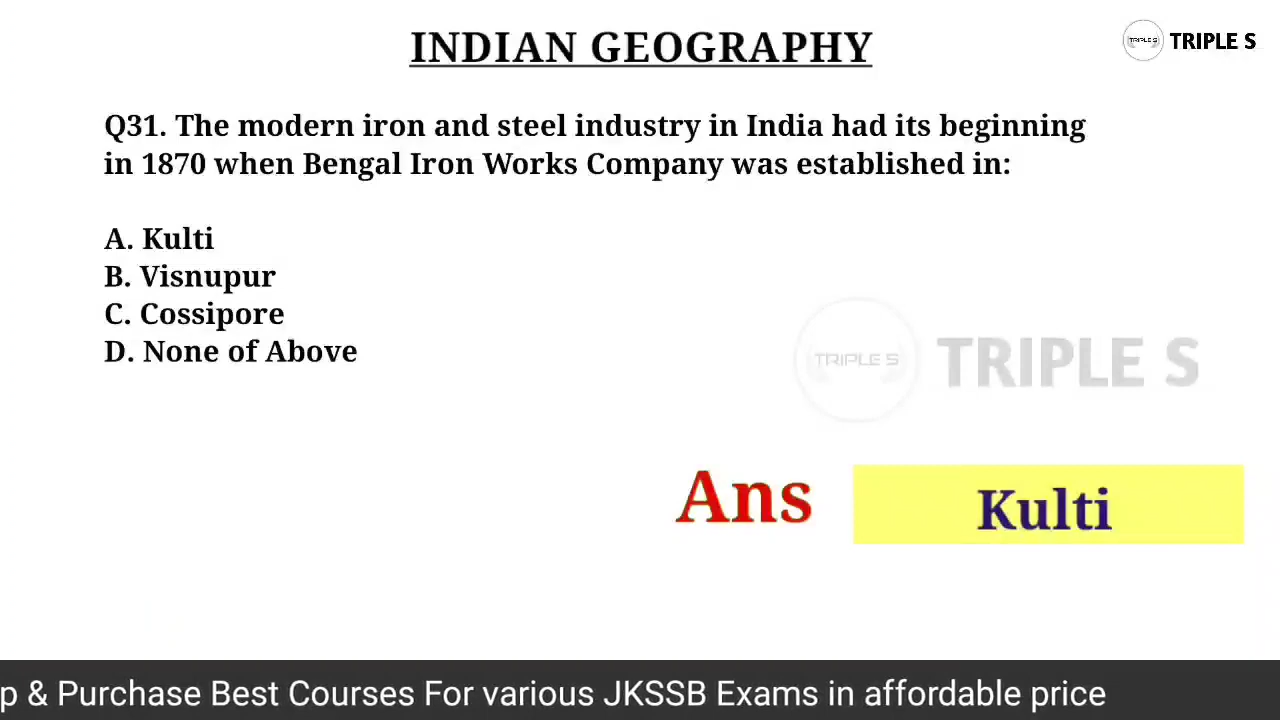 INDIAN GEOGRAPHY
TRIPLE S
TRIPLE S
Q31. The modern iron and steel industry in India had its beginning
in 1870 when Bengal Iron Works Company was established in:
A. Kulti
B. Visnupur
C. Cossipore
D. None of Above
TRIPLE S
TRIPLE S
Ans
Kulti
p & Purchase Best Courses For various JKSSB Exams in affordable price